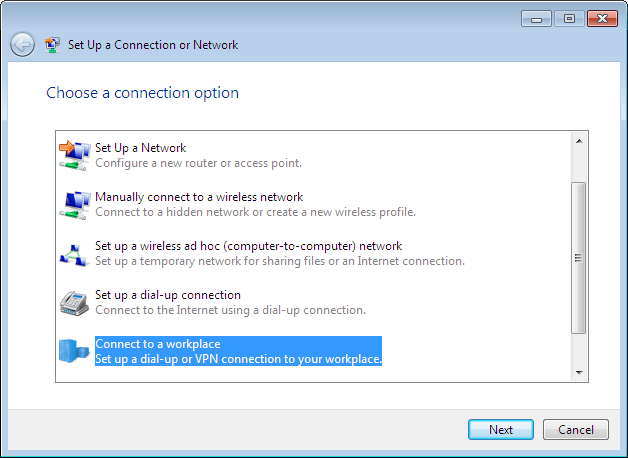 Set Up a Connection or Network
Choose a connection option
Set Up a Network
Configure a new router or access point.
Manually connect to a wireless network
Connect to a hidden network or create a new wireless profile.
Set up a wireless ad hoc (computer-to-computer) network
Set up a temporary network for sharing files or an Internet connection.
Set up a dial-up connection
Connect to the Internet using a dial-up connection.
Connect to a workplace
Set up a dial-up or VPN connection to your workplace.
Next
Cancel